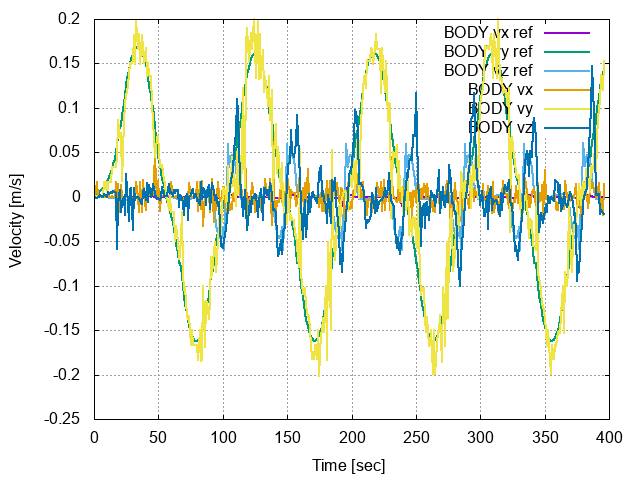 0.2
0.15
0.1
0.05
0
-0.05
-0.1
-0.15
-0.2
-0.25
Velocity [m/s]
BODY vx ref
BODY vy ref
BODY vz ref
BODY vx
BODY vy
BODY vz
0 50 100 150 200 250 300 350 400
Time [sec]